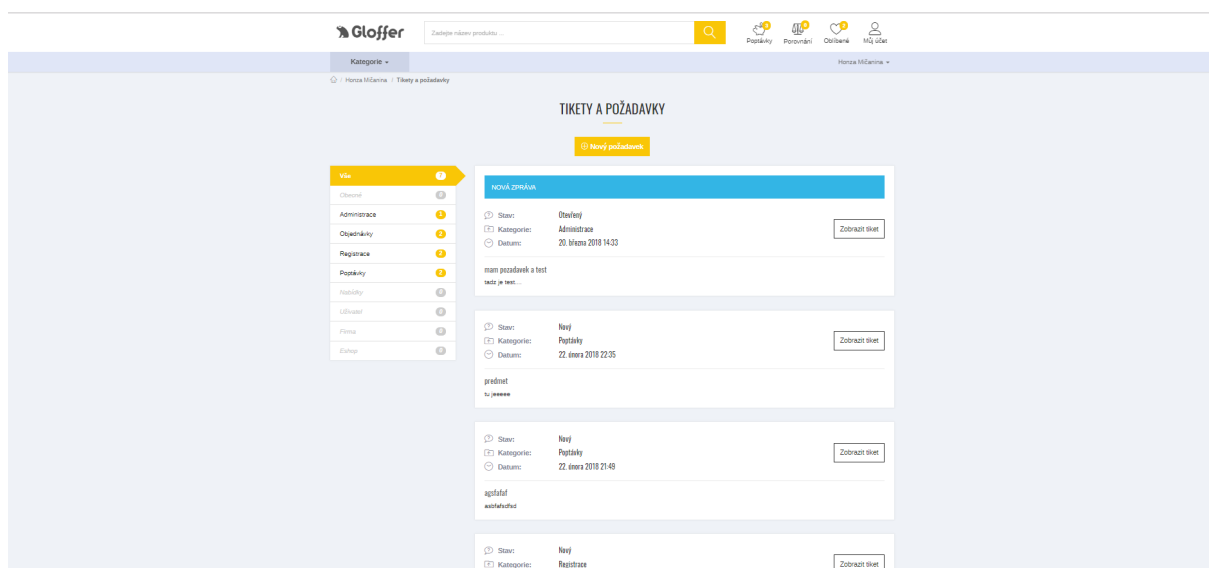 Gloffer
Zadejte název produktu ...
Poptávky
Porovnání
Oblíbené
Můj účet
Kategorie
Honza Mičanina
/ Honza Mičanina / Tikety a požadavky
TIKETY A POŽADAVKY
Nový požadavek
Vše 7
Obecné 0
Administrace 1
Objednávky
Registrace 2
Poptávky 2
Nabídky 0
Uživatel 0
Firma 0
Eshop 0
NOVÁ ZPRÁVA
Stav: Otevřený
Kategorie: Administrace
Datum: 20. března 2018 14:33
Zobrazit tiket
mam pozadavek a test
tadz je test...
Stav: Nový
Kategorie: Poptávky
Datum: 22. února 2018 22:35
Zobrazit tiket
predmet
tu jeeeee
Stav: Nový
Kategorie: Poptávky
Datum: 22. února 2018 21:49
Zobrazit tiket
agsfafaf
asbfafsdfsd
Stav: Nový
Kategorie: Registrace
Zobrazit tiket